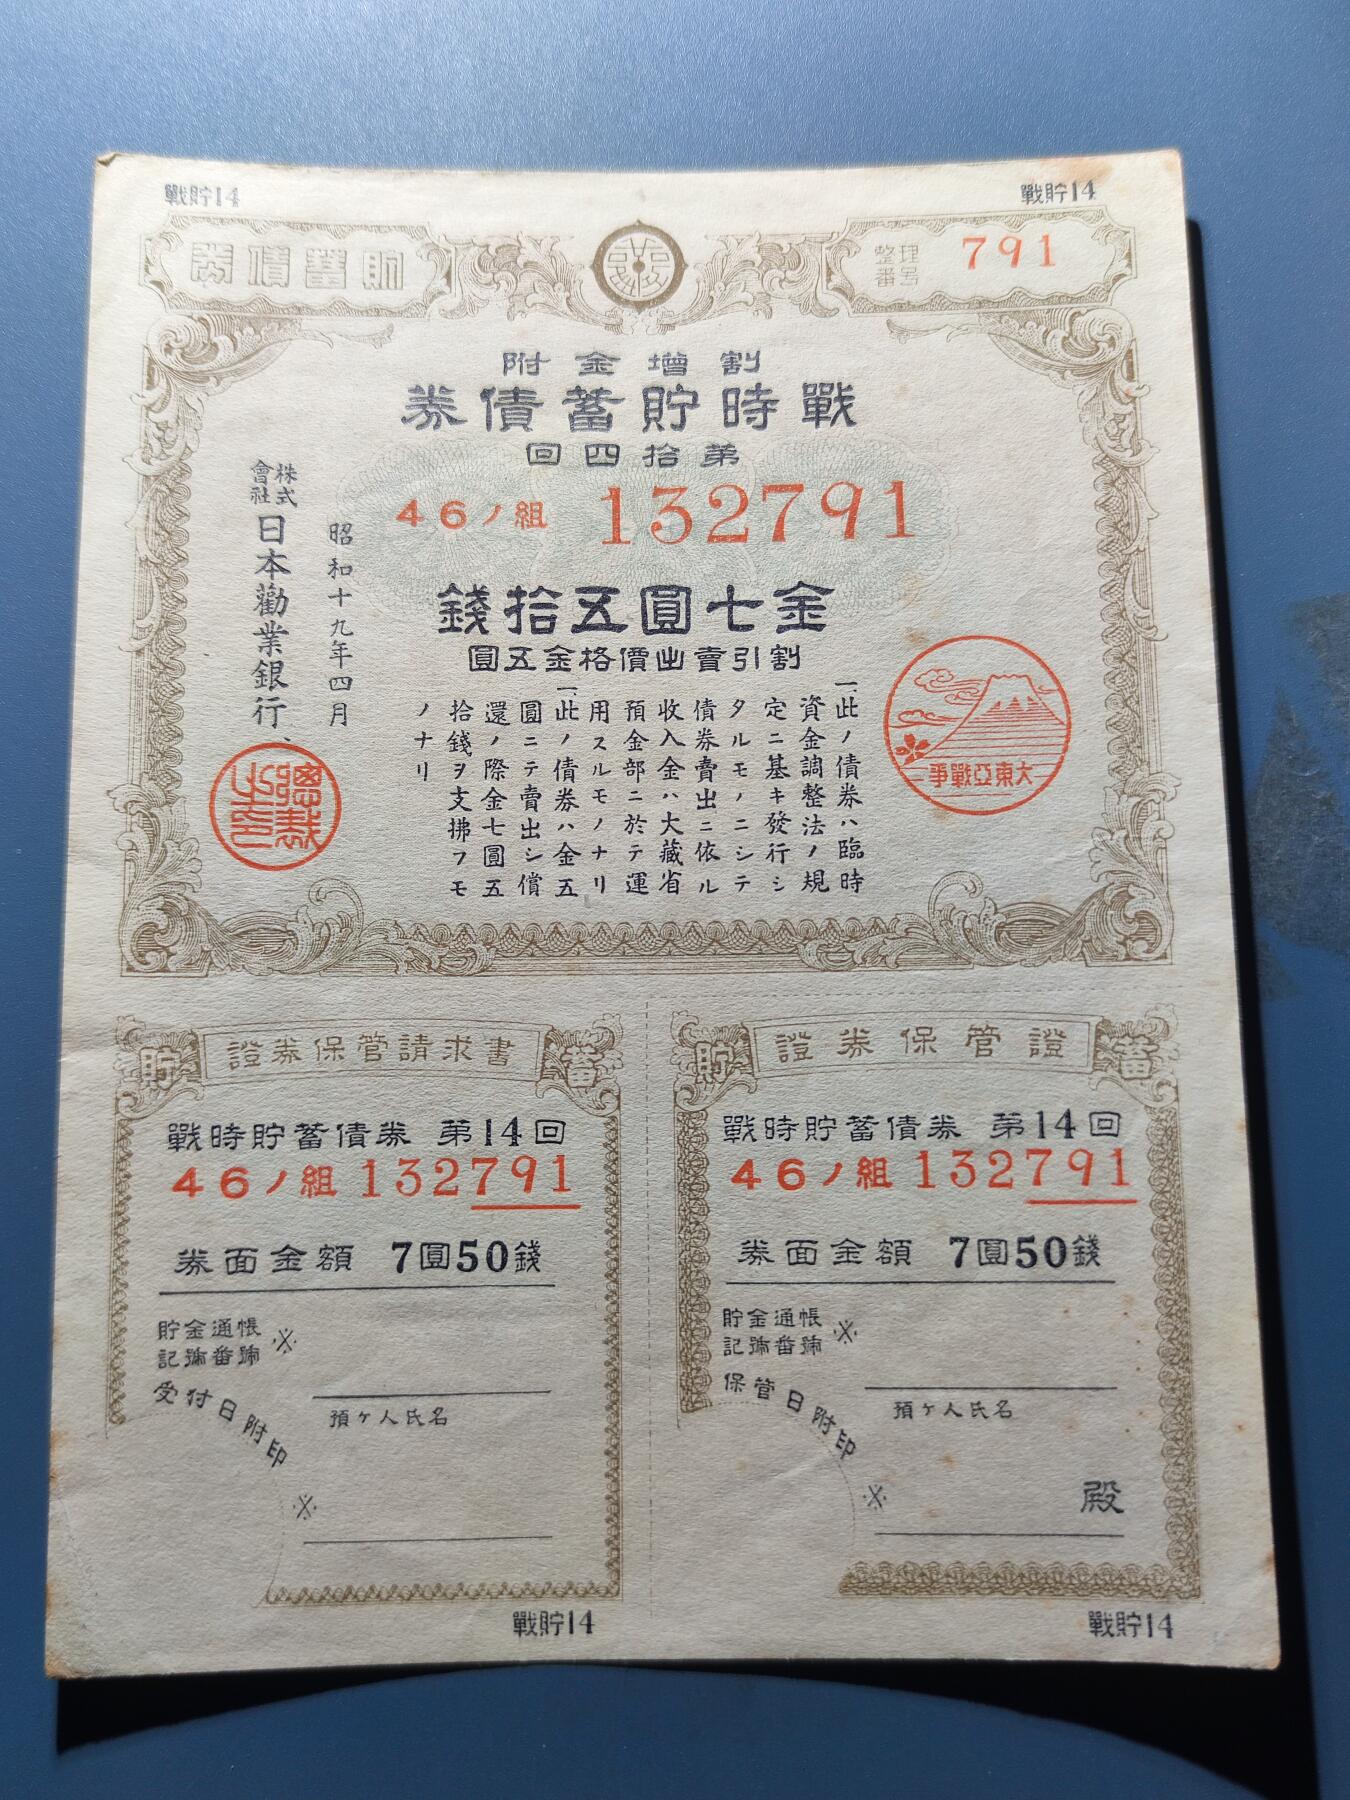 戰貯14
戰貯14
貯蓄債券
整理番号
791
割増金附
戰時貯蓄債券
第拾四回
46ノ組 132791
金七圓五拾錢
割引賣出價格金五圓
一、此ノ債券ハ臨時
資金調整法ノ規
定ニ基キ發行シ
タルモノニシテ
債券賣出ニ依ル
收入金ハ大藏省
預金部ニ於テ運
用スルモノナリ
一、此ノ債券ハ金五
圓ニテ賣出シ償
還ノ際金七圓五
拾錢ヲ支拂フモ
ノナリ
昭和十九年四月
株式會社日本勸業銀行
總裁之印
大東亞戰爭
貯
證券保管請求書
蓄
戰時貯蓄債券 第14回
46ノ組 132791
券面金額 7圓50錢
貯金通帳
記號番號
※
受付日附印
預ケ人氏名
※
戰貯14
貯
證券保管證
蓄
戰時貯蓄債券 第14回
46ノ組 132791
券面金額 7圓50錢
貯金通帳
記號番號
※
保管日附印
預ケ人氏名
※
殿
戰貯14